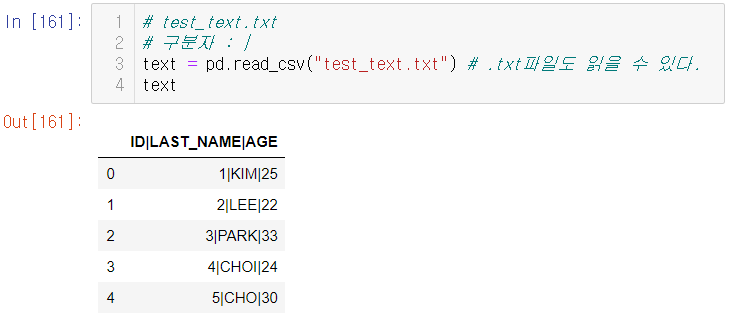 In [161]:
1 # test_text.txt
2 # 구분자 : |
3 text = pd.read_csv("test_text.txt") # .txt파일도 읽을 수 있다.
4 text
Out[161]:
ID|LAST_NAME|AGE
0 1|KIM|25
1 2|LEE|22
2 3|PARK|33
3 4|CHOI|24
4 5|CHO|30